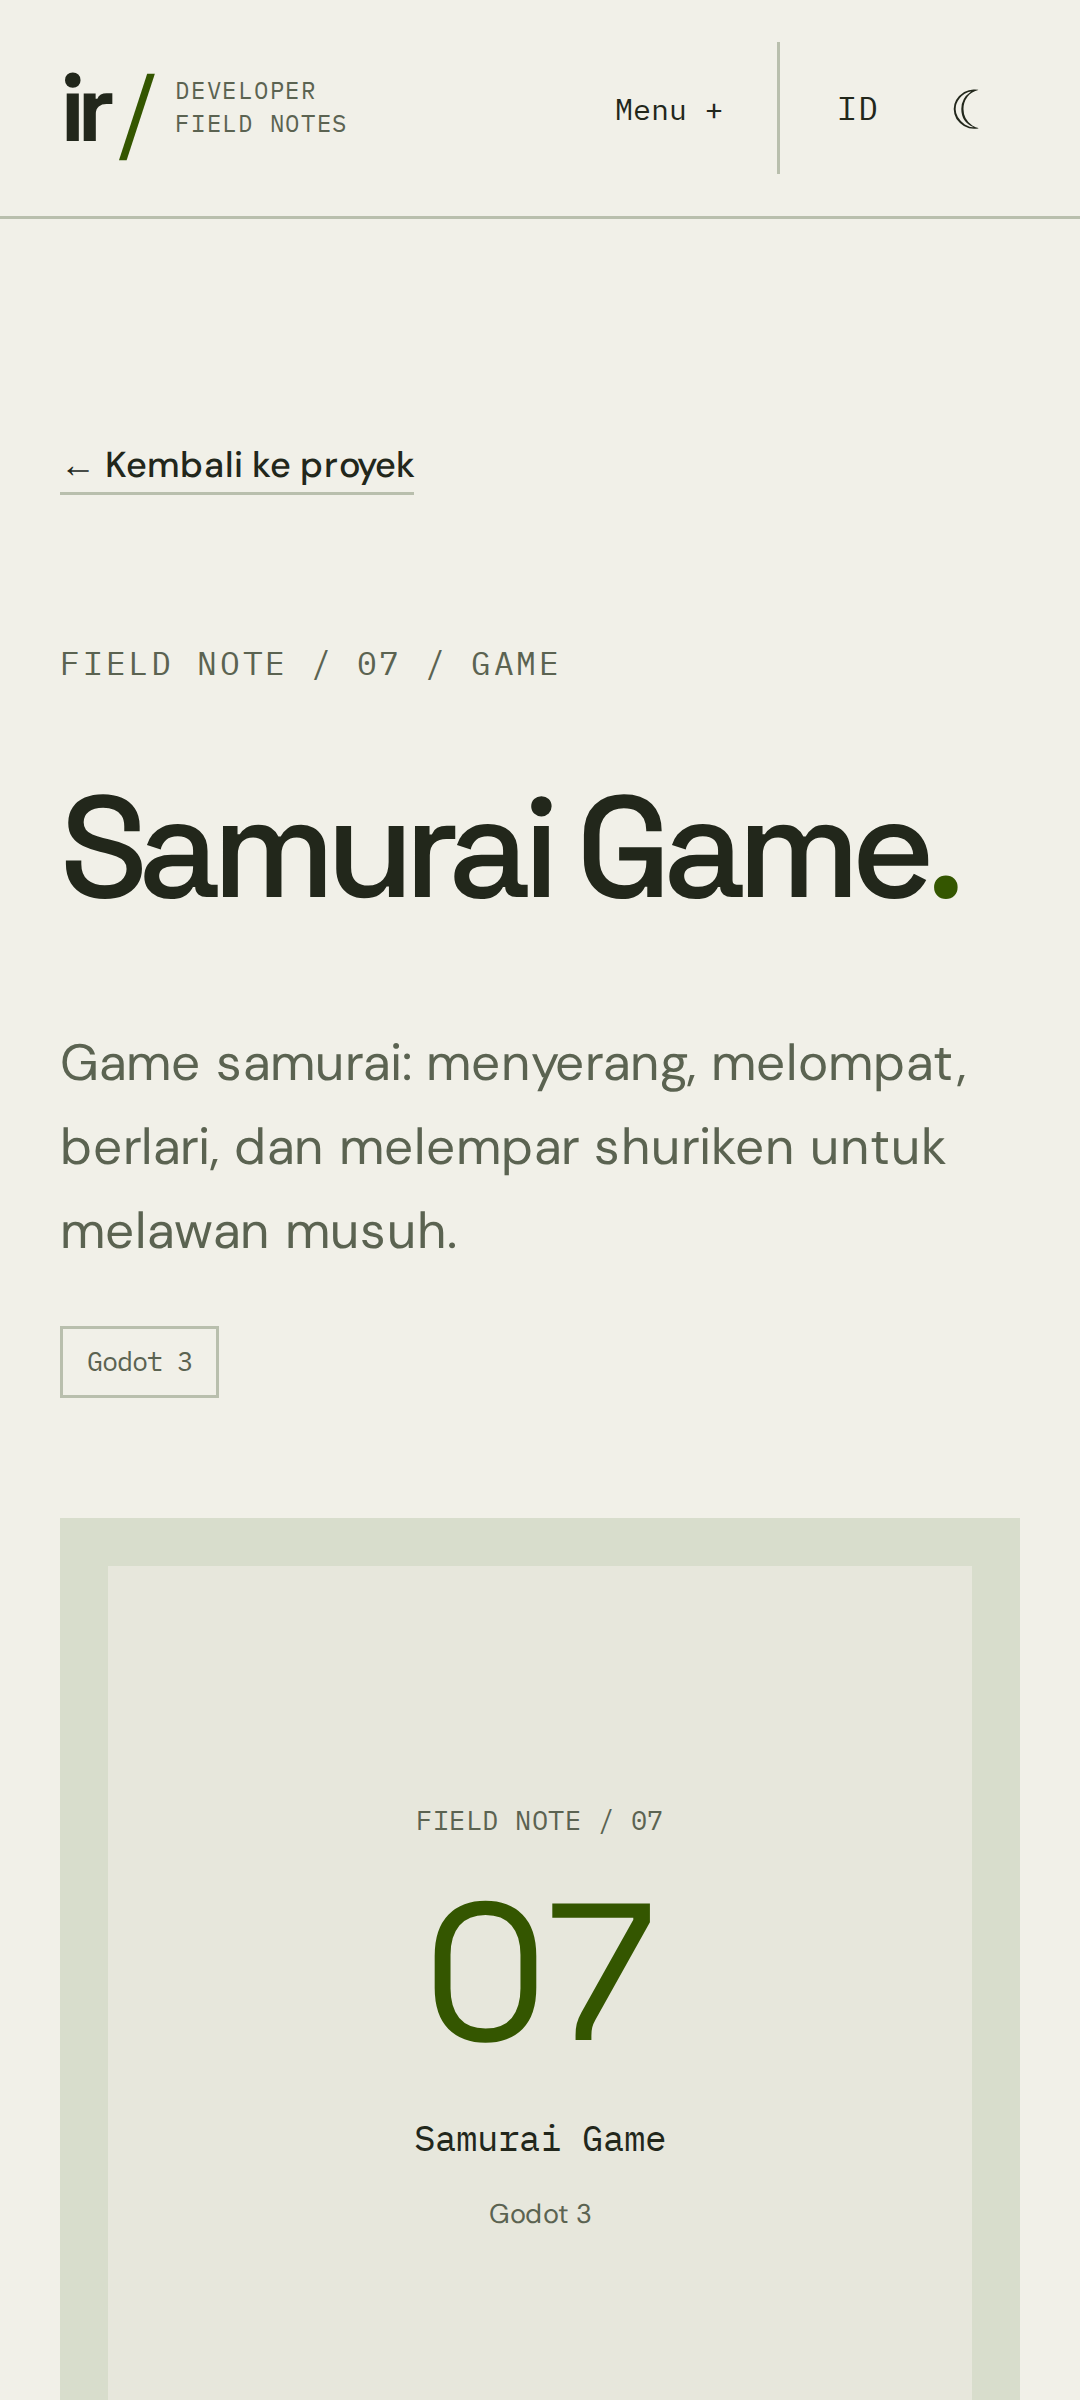 ir/
DEVELOPER
FIELD NOTES
Menu +
ID
← Kembali ke proyek
FIELD NOTE / 07 / GAME
Samurai Game.
Game samurai: menyerang, melompat,
berlari, dan melempar shuriken untuk
melawan musuh.
Godot 3
FIELD NOTE / 07
07
Samurai Game
Godot 3